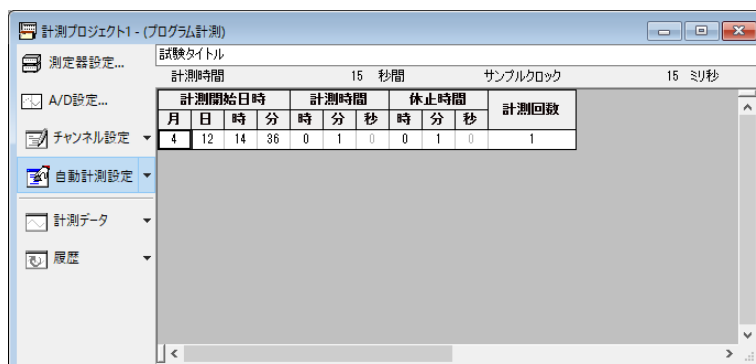 計測プロジェクト1 - (プログラム計測)
測定器設定...
A/D設定...
チャンネル設定
自動計測設定
計測データ
履歴
試験タイトル
計測時間 15 秒間 サンプルクロック 15 ミリ秒
計測開始日時 計測時間 休止時間 計測回数
月 日 時 分 時 分 秒 時 分 秒
4 12 14 36 0 1 0 0 1 0 1